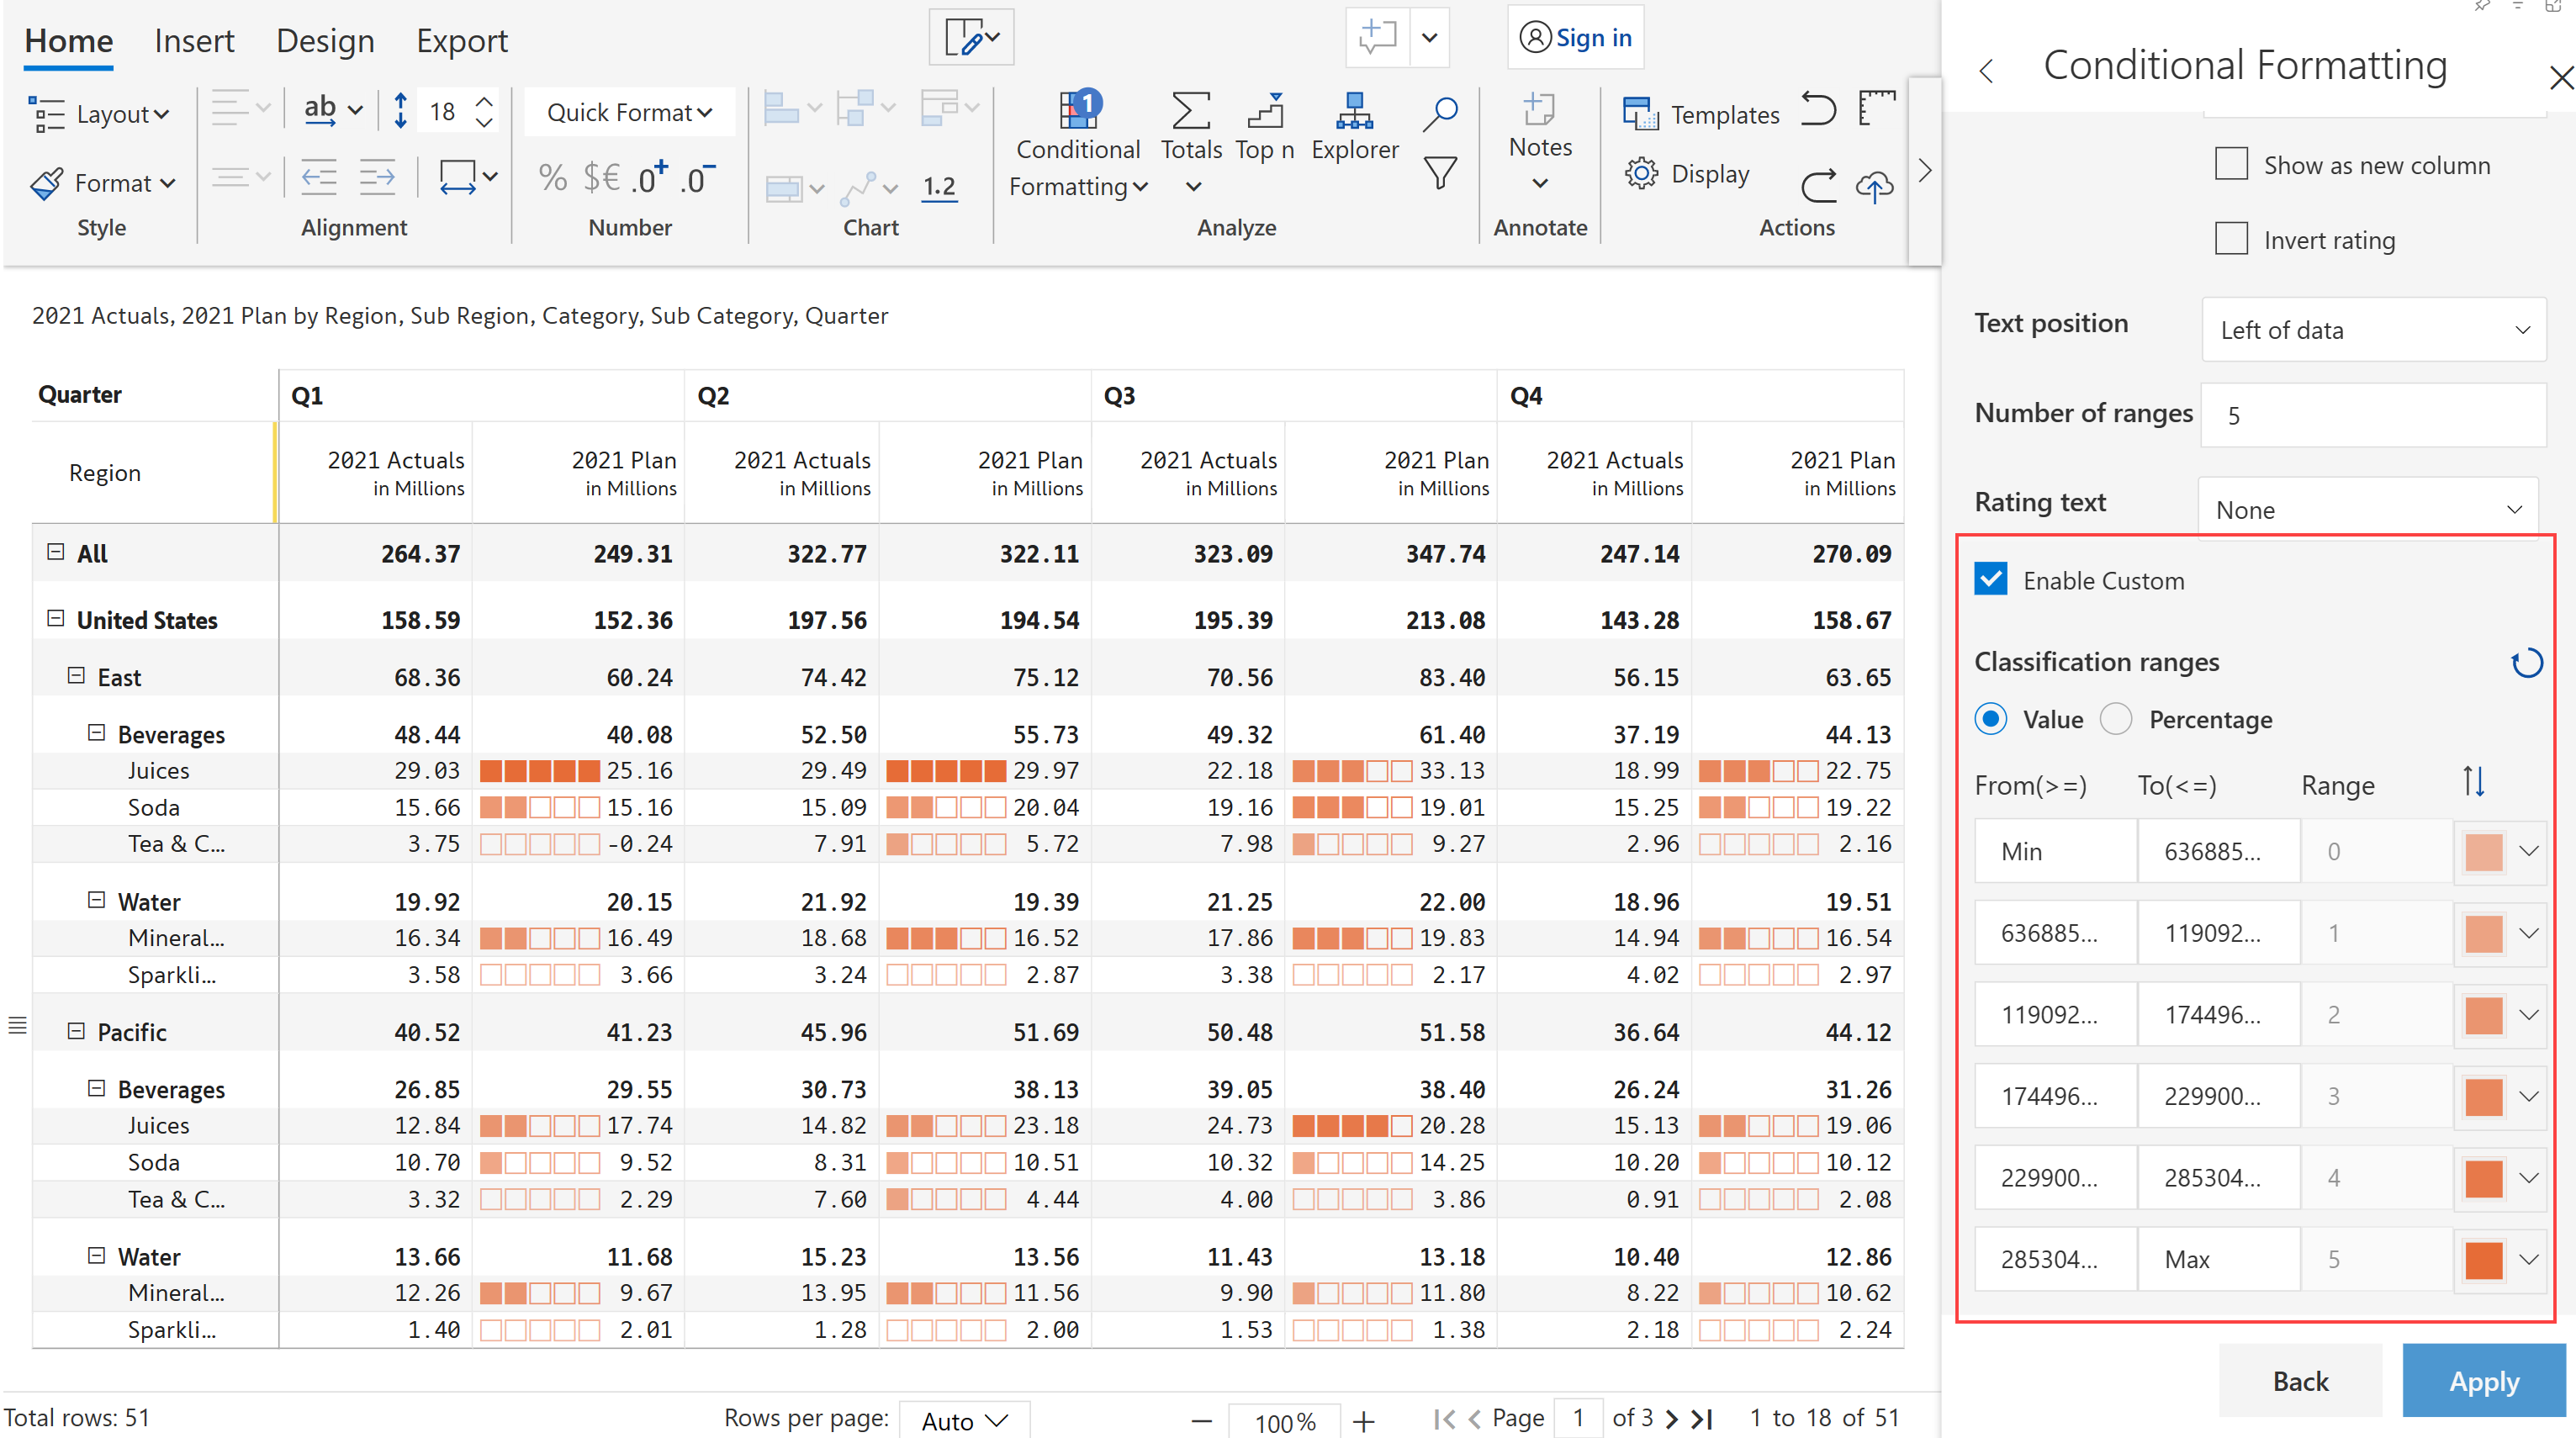 Home Insert Design Export Sign in
Layout ab 18 Quick Format
Conditional Formatting 1 Totals Top n Explorer Notes Templates
Format % $€ .0+ .0- 1.2 Display
Style Alignment Number Chart Analyze Annotate Actions
2021 Actuals, 2021 Plan by Region, Sub Region, Category, Sub Category, Quarter
Quarter Q1 Q2 Q3 Q4
Region 2021 Actuals in Millions 2021 Plan in Millions 2021 Actuals in Millions 2021 Plan in Millions 2021 Actuals in Millions 2021 Plan in Millions 2021 Actuals in Millions 2021 Plan in Millions
All 264.37 249.31 322.77 322.11 323.09 347.74 247.14 270.09
United States 158.59 152.36 197.56 194.54 195.39 213.08 143.28 158.67
East 68.36 60.24 74.42 75.12 70.56 83.40 56.15 63.65
Beverages 48.44 40.08 52.50 55.73 49.32 61.40 37.19 44.13
Juices 29.03 25.16 29.49 29.97 22.18 33.13 18.99 22.75
Soda 15.66 15.16 15.09 20.04 19.16 19.01 15.25 19.22
Tea & C... 3.75 -0.24 7.91 5.72 7.98 9.27 2.96 2.16
Water 19.92 20.15 21.92 19.39 21.25 22.00 18.96 19.51
Mineral... 16.34 16.49 18.68 16.52 17.86 19.83 14.94 16.54
Sparkli... 3.58 3.66 3.24 2.87 3.38 2.17 4.02 2.97
Pacific 40.52 41.23 45.96 51.69 50.48 51.58 36.64 44.12
Beverages 26.85 29.55 30.73 38.13 39.05 38.40 26.24 31.26
Juices 12.84 17.74 14.82 23.18 24.73 20.28 15.13 19.06
Soda 10.70 9.52 8.31 10.51 10.32 14.25 10.20 10.12
Tea & C... 3.32 2.29 7.60 4.44 4.00 3.86 0.91 2.08
Water 13.66 11.68 15.23 13.56 11.43 13.18 10.40 12.86
Mineral... 12.26 9.67 13.95 11.56 9.90 11.80 8.22 10.62
Sparkli... 1.40 2.01 1.28 2.00 1.53 1.38 2.18 2.24
Total rows: 51 Rows per page: Auto 100% Page 1 of 3 1 to 18 of 51
Conditional Formatting
Show as new column
Invert rating
Text position Left of data
Number of ranges 5
Rating text None
Enable Custom
Classification ranges
Value Percentage
From(>=) To(<=) Range
Min 636885... 0
636885... 119092... 1
119092... 174496... 2
174496... 229900... 3
229900... 285304... 4
285304... Max 5
Back Apply